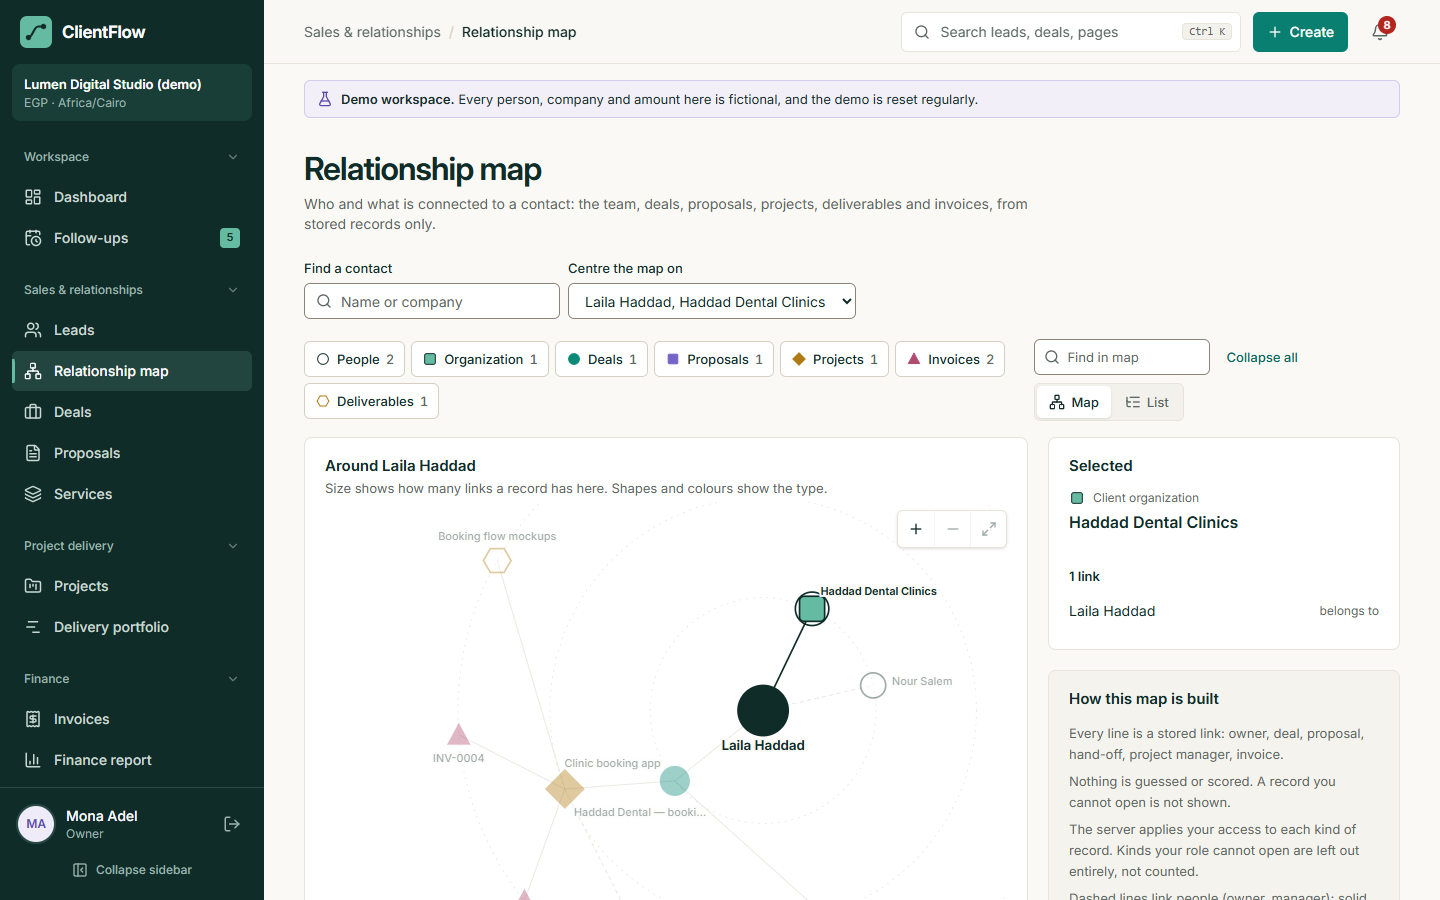 ClientFlow
Lumen Digital Studio (demo)
EGP · Africa/Cairo
Workspace
Dashboard
Follow-ups 5
Sales & relationships
Leads
Relationship map
Deals
Proposals
Services
Project delivery
Projects
Delivery portfolio
Finance
Invoices
Finance report
MA
Mona Adel
Owner
Collapse sidebar
Sales & relationships / Relationship map
Search leads, deals, pages Ctrl K
+ Create
8
Demo workspace. Every person, company and amount here is fictional, and the demo is reset regularly.
Relationship map
Who and what is connected to a contact: the team, deals, proposals, projects, deliverables and invoices, from
stored records only.
Find a contact
Name or company
Centre the map on
Laila Haddad, Haddad Dental Clinics
People 2
Organization 1
Deals 1
Proposals 1
Projects 1
Invoices 2
Deliverables 1
Find in map
Collapse all
Map
List
Around Laila Haddad
Size shows how many links a record has here. Shapes and colours show the type.
Booking flow mockups
Haddad Dental Clinics
Nour Salem
Laila Haddad
INV-0004
Clinic booking app
Haddad Dental — booki...
Selected
Client organization
Haddad Dental Clinics
1 link
Laila Haddad belongs to
How this map is built
Every line is a stored link: owner, deal, proposal,
hand-off, project manager, invoice.
Nothing is guessed or scored. A record you
cannot open is not shown.
The server applies your access to each kind of
record. Kinds your role cannot open are left out
entirely, not counted.
Dashed lines link people (owner, manager); solid